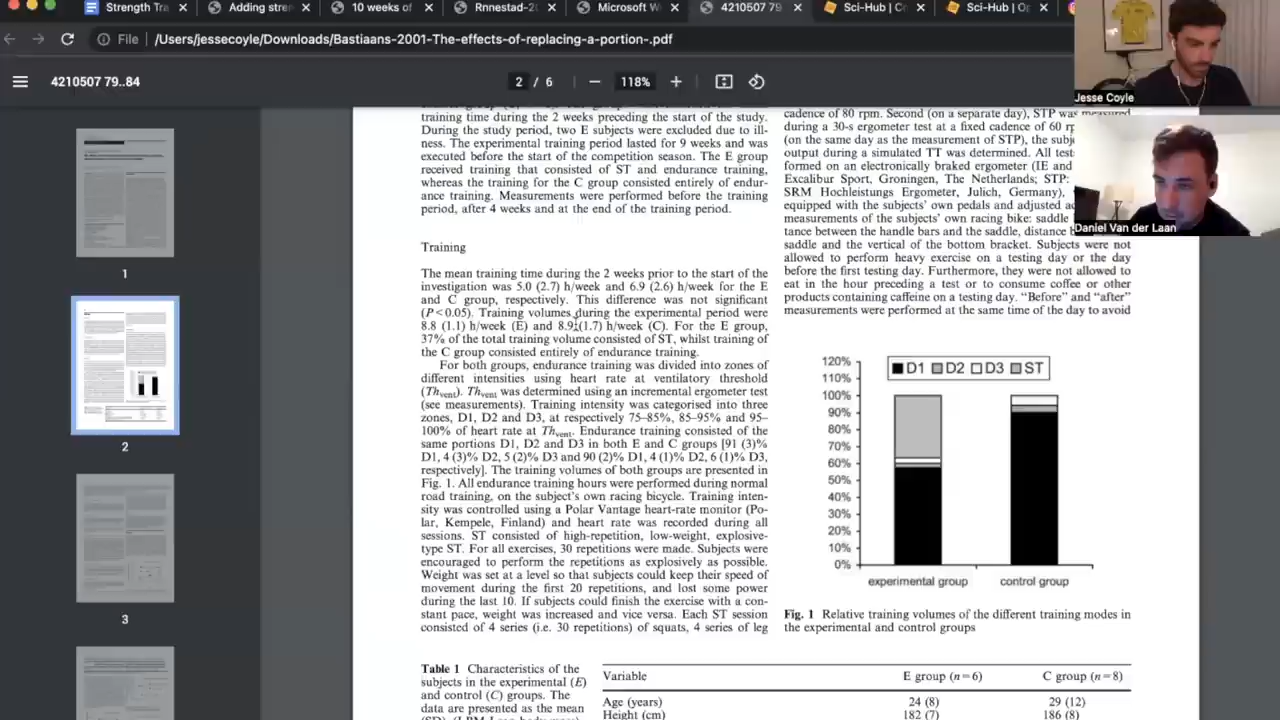 Strength Tra
Adding stren
10 weeks of
Rnnestad-20
Microsoft W
4210507 79
Sci-Hub | C
Sci-Hub | O
File
/Users/jessecoyle/Downloads/Bastiaans-2001-The-effects-of-replacing-a-portion-.pdf
4210507 79..84
2 / 6
118%
Jesse Coyle
Daniel Van der Laan
1
2
3
training time during the 2 weeks preceding the start of the
study. During the study period, two E subjects were excluded due to ill-
ness. The experimental training period lasted for 9 weeks and was
executed before the start of the competition season. The E group
received training that consisted of ST and endurance training,
whereas the training for the C group consisted entirely of endur-
ance training. Measurements were performed before the training
period, after 4 weeks and at the end of the training period.
Training
The mean training time during the 2 weeks prior to the start of the
investigation was 5.0 (2.7) h/week and 6.9 (2.6) h/week for the E
and C group, respectively. This difference was not significant
(P<0.05). Training volumes during the experimental period were
8.8 (1.1) h/week (E) and 8.9 (1.7) h/week (C). For the E group,
37% of the total training volume consisted of ST, whilst training of
the C group consisted entirely of endurance training.
For both groups, endurance training was divided into zones of
different intensities using heart rate at ventilatory threshold
(Thvent). Thvent was determined using an incremental ergometer test
(see measurements). Training intensity was categorised into three
zones, D1, D2 and D3, at respectively 75–85%, 85–95% and 95–
100% of heart rate at Thvent. Endurance training consisted of the
same portions D1, D2 and D3 in both E and C groups [91 (3)%
D1, 4 (3)% D2, 5 (2)% D3 and 90 (2)% D1, 4 (1)% D2, 6 (1)% D3,
respectively]. The training volumes of both groups are presented in
Fig. 1. All endurance training hours were performed during normal
road training, on the subject's own racing bicycle. Training inten-
sity was controlled using a Polar Vantage heart-rate monitor (Po-
lar, Kempele, Finland) and heart rate was recorded during all
sessions. ST consisted of high-repetition, low-weight, explosive-
type ST. For all exercises, 30 repetitions were made. Subjects were
encouraged to perform the repetitions as explosively as possible.
Weight was set at a level so that subjects could keep their speed of
movement during the first 20 repetitions, and lost some power
during the last 10. If subjects could finish the exercise with a con-
stant pace, weight was increased and vice versa. Each ST session
consisted of 4 series (i.e. 30 repetitions) of squats, 4 series of leg
cadence of 80 rpm. Second (on a separate day), STP was measured
during a 30-s ergometer test at a fixed cadence of 60 rp
(on the same day as the measurement of STP), the subj
output during a simulated TT was determined. All test
formed on an electronically braked ergometer (IE and
Excalibur Sport, Groningen, The Netherlands; STP:
SRM Hochleistungs Ergometer, Julich, Germany),
equipped with the subjects' own pedals and adjusted ac
measurements of the subjects' own racing bike: saddle
tance between the handle bars and the saddle, distance b
saddle and the vertical of the bottom bracket. Subjects were not
allowed to perform heavy exercise on a testing day or the day
before the first testing day. Furthermore, they were not allowed to
eat in the hour preceding a test or to consume coffee or other
products containing caffeine on a testing day. "Before" and "after"
measurements were performed at the same time of the day to avoid
D1 D2 D3 ST
120%
110%
100%
90%
80%
70%
60%
50%
40%
30%
20%
10%
0%
experimental group
control group
Fig. 1 Relative training volumes of the different training modes in
the experimental and control groups
Table 1 Characteristics of the
subjects in the experimental (E)
and control (C) groups. The
data are presented as the mean
Variable E group (n=6) C group (n=8)
Age (years) 24 (8) 29 (12)
Height (cm) 182 (7) 186 (8)